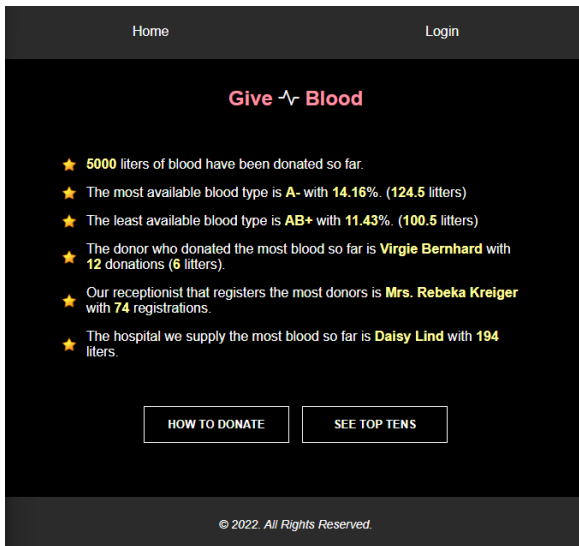 Home Login
Give Blood
5000 liters of blood have been donated so far.
The most available blood type is A- with 14.16%. (124.5 litters)
The least available blood type is AB+ with 11.43%. (100.5 litters)
The donor who donated the most blood so far is Virgie Bernhard with
12 donations (6 litters).
Our receptionist that registers the most donors is Mrs. Rebeka Kreiger
with 74 registrations.
The hospital we supply the most blood so far is Daisy Lind with 194
liters.
HOW TO DONATE SEE TOP TENS
© 2022. All Rights Reserved.